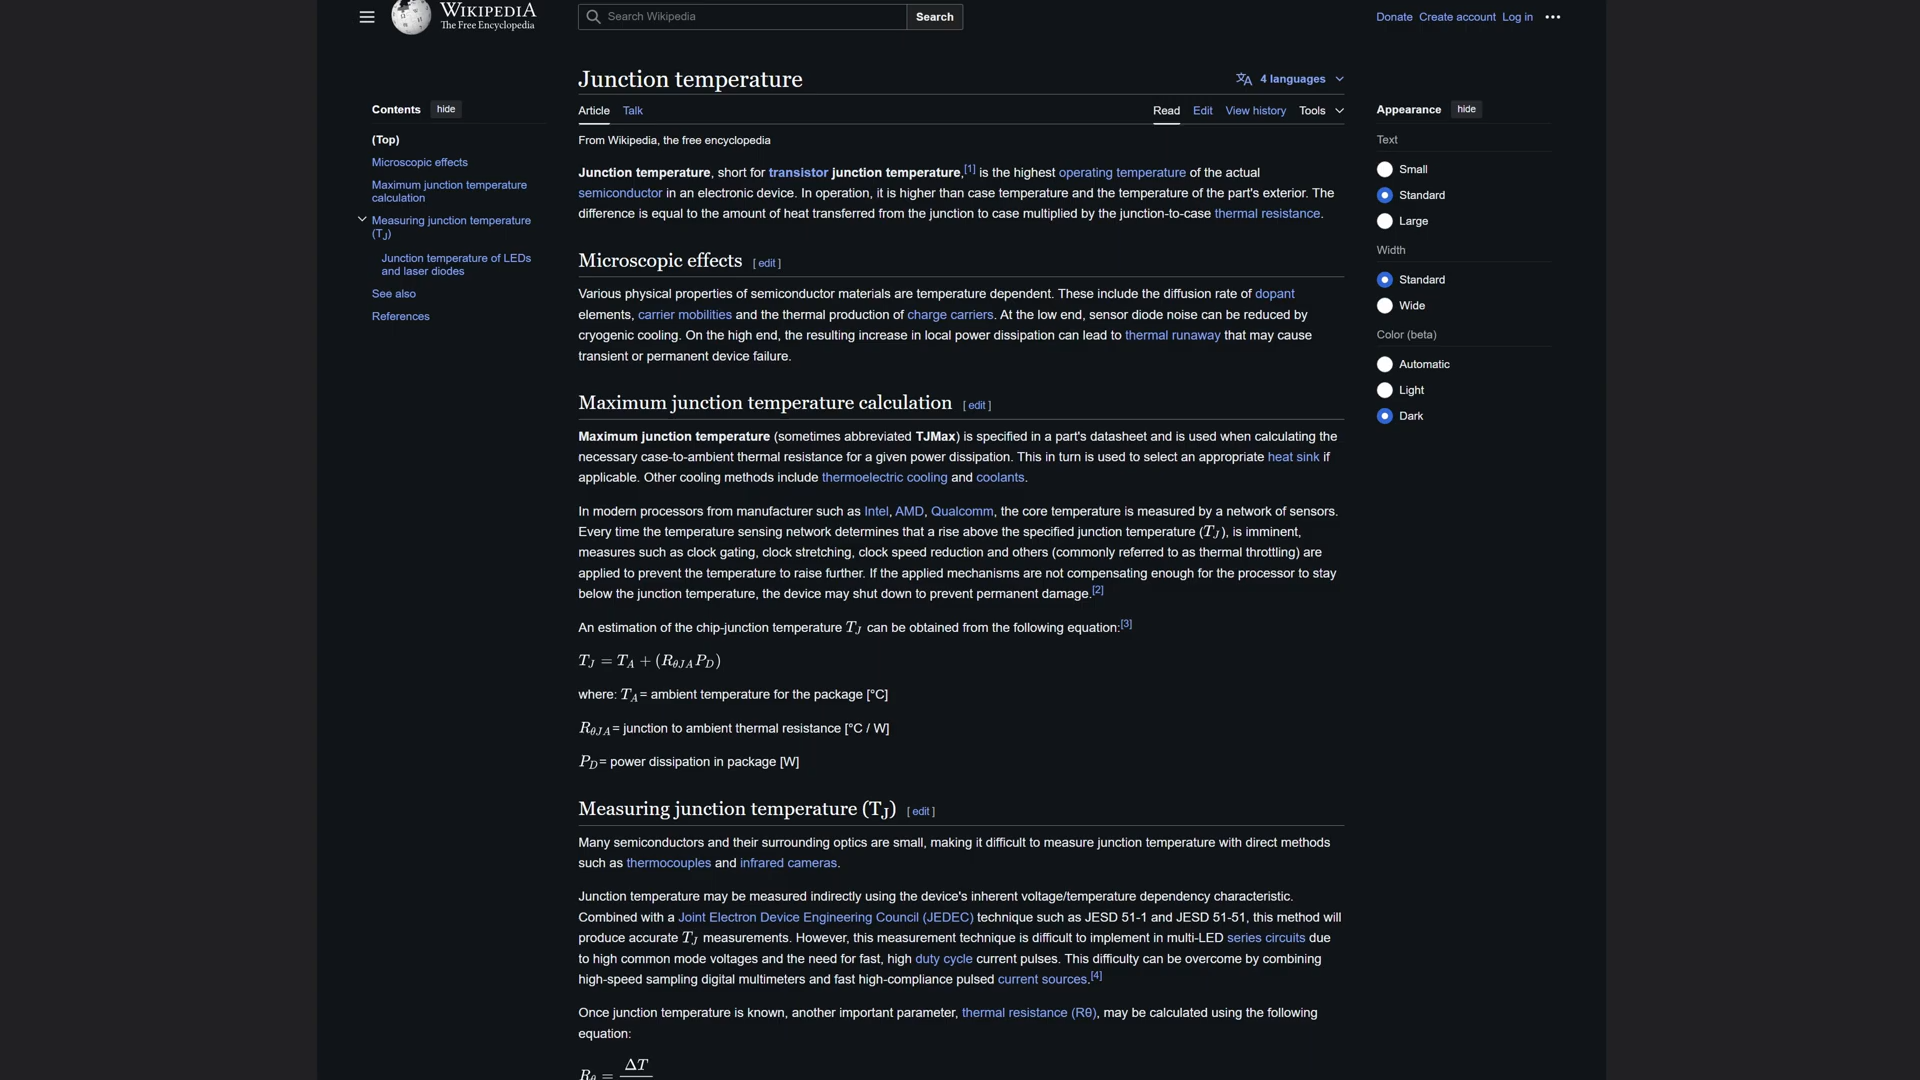 WIKIPEDIA
The Free Encyclopedia
Search Wikipedia
Search
Donate Create account Log in
Contents hide
(Top)
Microscopic effects
Maximum junction temperature
calculation
Measuring junction temperature
(TJ)
Junction temperature of LEDs
and laser diodes
See also
References
Junction temperature
4 languages
Article Talk
Read Edit View history Tools
From Wikipedia, the free encyclopedia
Junction temperature, short for transistor junction temperature,[1] is the highest operating temperature of the actual
semiconductor in an electronic device. In operation, it is higher than case temperature and the temperature of the part's exterior. The
difference is equal to the amount of heat transferred from the junction to case multiplied by the junction-to-case thermal resistance.
Microscopic effects [ edit ]
Various physical properties of semiconductor materials are temperature dependent. These include the diffusion rate of dopant
elements, carrier mobilities and the thermal production of charge carriers. At the low end, sensor diode noise can be reduced by
cryogenic cooling. On the high end, the resulting increase in local power dissipation can lead to thermal runaway that may cause
transient or permanent device failure.
Maximum junction temperature calculation [ edit ]
Maximum junction temperature (sometimes abbreviated TJMax) is specified in a part's datasheet and is used when calculating the
necessary case-to-ambient thermal resistance for a given power dissipation. This in turn is used to select an appropriate heat sink if
applicable. Other cooling methods include thermoelectric cooling and coolants.
In modern processors from manufacturer such as Intel, AMD, Qualcomm, the core temperature is measured by a network of sensors.
Every time the temperature sensing network determines that a rise above the specified junction temperature (TJ), is imminent,
measures such as clock gating, clock stretching, clock speed reduction and others (commonly referred to as thermal throttling) are
applied to prevent the temperature to raise further. If the applied mechanisms are not compensating enough for the processor to stay
below the junction temperature, the device may shut down to prevent permanent damage.[2]
An estimation of the chip-junction temperature TJ can be obtained from the following equation:[3]
TJ = TA + (RθJAPD)
where: TA= ambient temperature for the package [°C]
RθJA= junction to ambient thermal resistance [°C / W]
PD= power dissipation in package [W]
Measuring junction temperature (TJ) [ edit ]
Many semiconductors and their surrounding optics are small, making it difficult to measure junction temperature with direct methods
such as thermocouples and infrared cameras.
Junction temperature may be measured indirectly using the device's inherent voltage/temperature dependency characteristic.
Combined with a Joint Electron Device Engineering Council (JEDEC) technique such as JESD 51-1 and JESD 51-51, this method will
produce accurate TJ measurements. However, this measurement technique is difficult to implement in multi-LED series circuits due
to high common mode voltages and the need for fast, high duty cycle current pulses. This difficulty can be overcome by combining
high-speed sampling digital multimeters and fast high-compliance pulsed current sources.[4]
Once junction temperature is known, another important parameter, thermal resistance (Rθ), may be calculated using the following
equation:
Rθ = ΔT
Appearance hide
Text
Small
Standard
Large
Width
Standard
Wide
Color (beta)
Automatic
Light
Dark